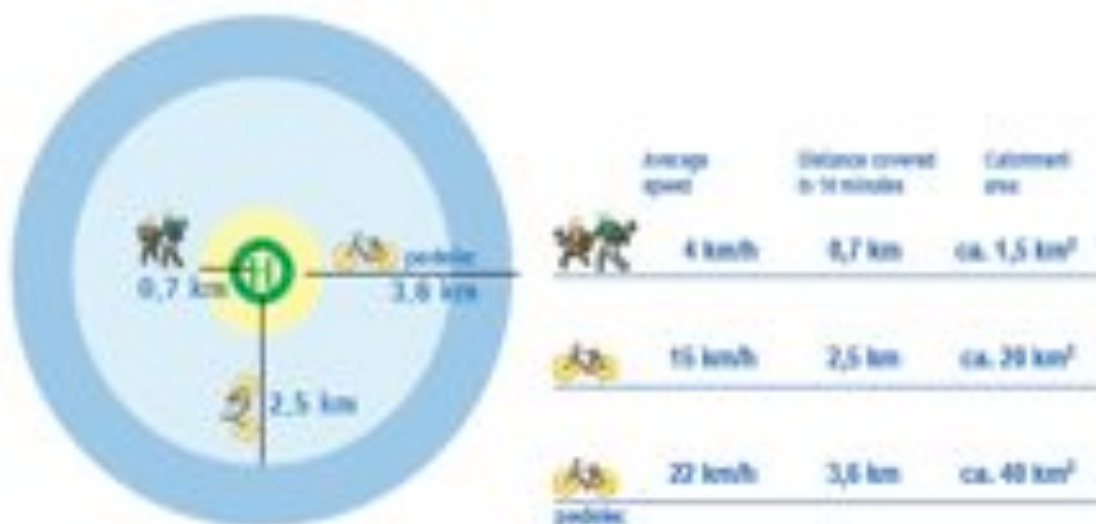 0,7 km
pedelec
3,6 km
2,5 km
Average speed
Distance covered in minutes
Catchment area
4 km/h 0,7 km ca. 1,5 km²
15 km/h 2,5 km ca. 20 km²
22 km/h 3,6 km ca. 40 km²
pedelec